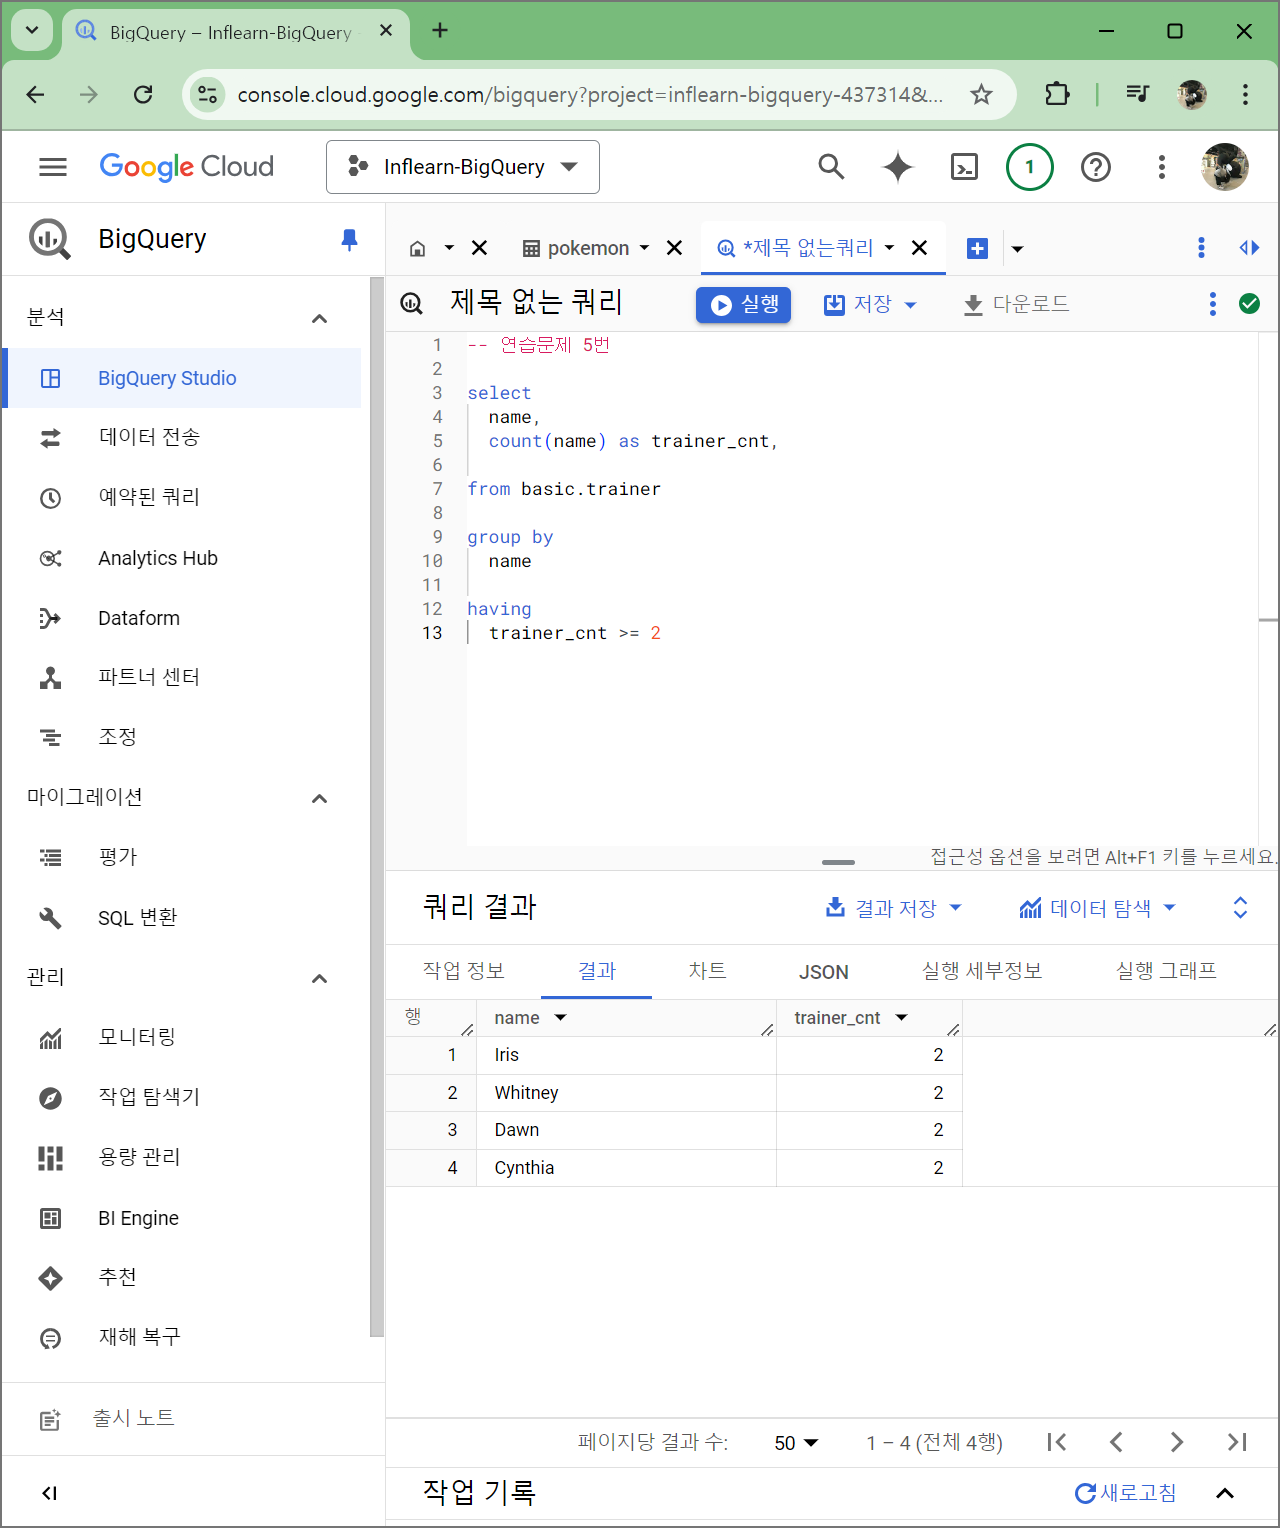 BigQuery – Inflearn-BigQuery
console.cloud.google.com/bigquery?project=inflearn-bigquery-437314&...
Google Cloud
Inflearn-BigQuery
1
BigQuery
분석
BigQuery Studio
데이터 전송
예약된 쿼리
Analytics Hub
Dataform
파트너 센터
조정
마이그레이션
평가
SQL 변환
관리
모니터링
작업 탐색기
용량 관리
BI Engine
추천
재해 복구
출시 노트
pokemon
*제목 없는쿼리
제목 없는 쿼리
실행
저장
다운로드
1 -- 연습문제 5번
2
3 select
4 name,
5 count(name) as trainer_cnt,
6
7 from basic.trainer
8
9 group by
10 name
11
12 having
13 trainer_cnt >= 2
접근성 옵션을 보려면 Alt+F1 키를 누르세요.
쿼리 결과
결과 저장
데이터 탐색
작업 정보 결과 차트 JSON 실행 세부정보 실행 그래프
행 name trainer_cnt
1 Iris 2
2 Whitney 2
3 Dawn 2
4 Cynthia 2
페이지당 결과 수: 50 1 – 4 (전체 4행)
작업 기록
새로고침